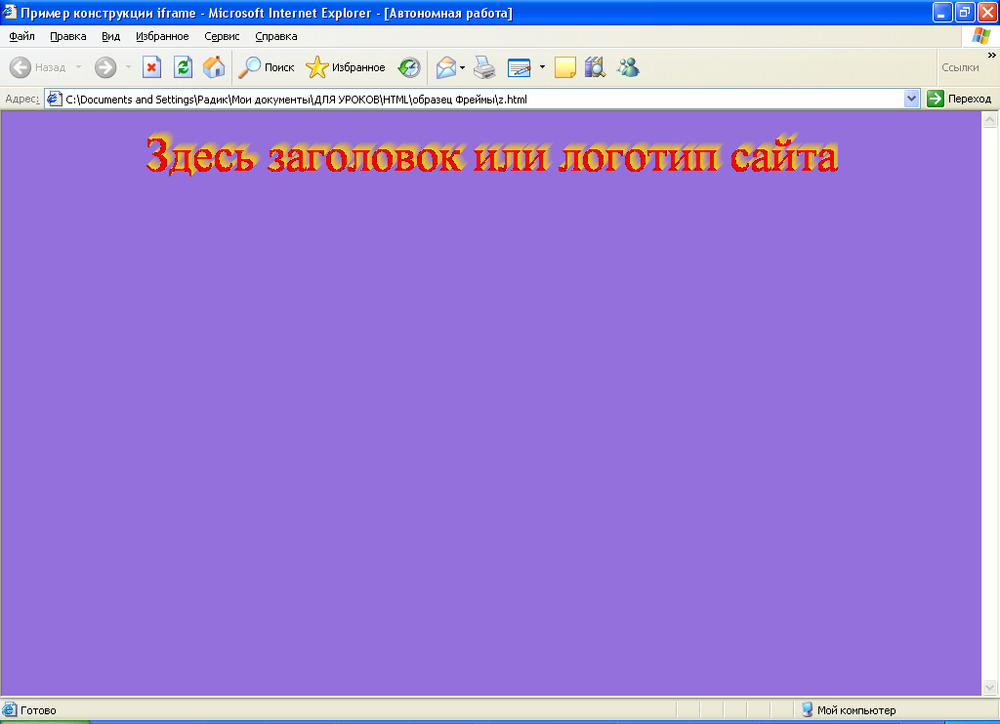 Пример конструкции iframe - Microsoft Internet Explorer - [Автономная работа]
Файл Правка Вид Избранное Сервис Справка
Назад Поиск Избранное Ссылки »
Адрес: C:\Documents and Settings\Радик\Мои документы\ДЛЯ УРОКОВ\HTML\образец Фреймы\z.html Переход
Здесь заголовок или логотип сайта
Готово Мой компьютер